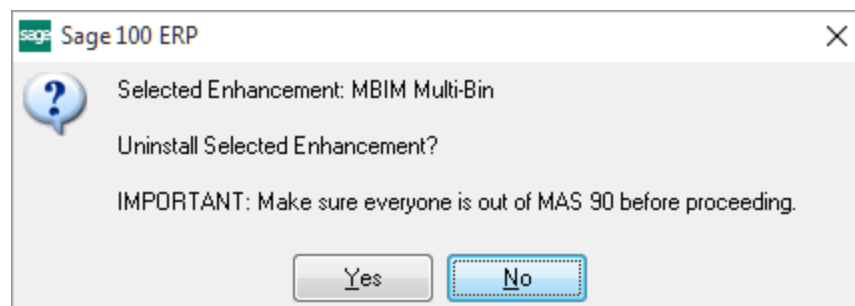 sage Sage 100 ERP
Selected Enhancement: MBIM Multi-Bin
Uninstall Selected Enhancement?
IMPORTANT: Make sure everyone is out of MAS 90 before proceeding.
Yes No